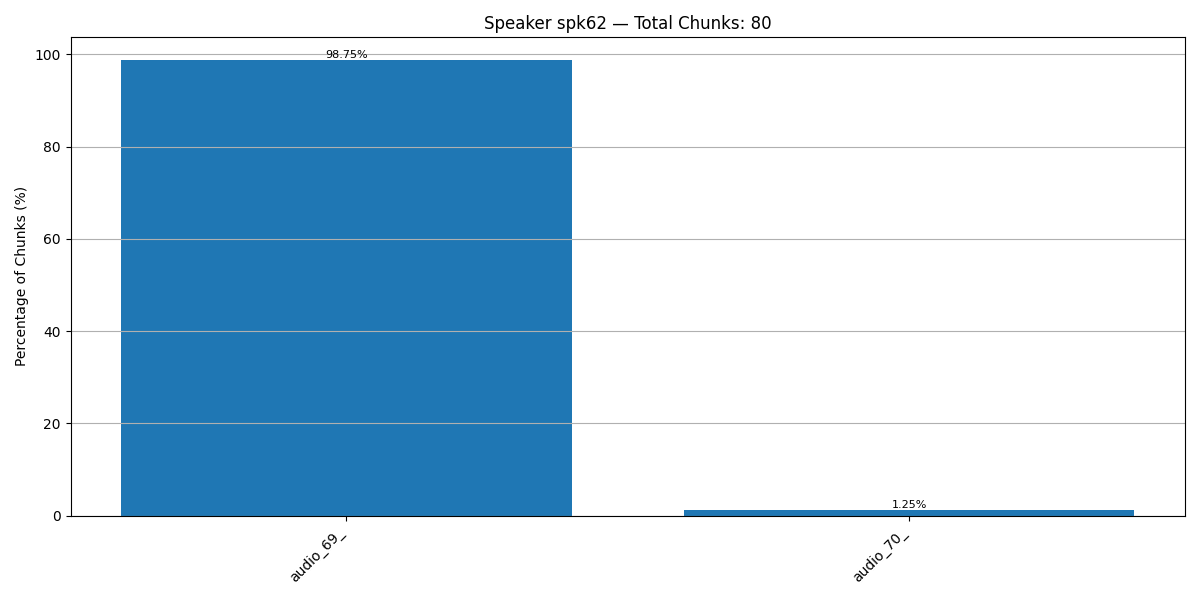 Speaker spk62 — Total Chunks: 80
Percentage of Chunks (%)
100
80
60
40
20
0
98.75%
1.25%
audio_69_
audio_70_